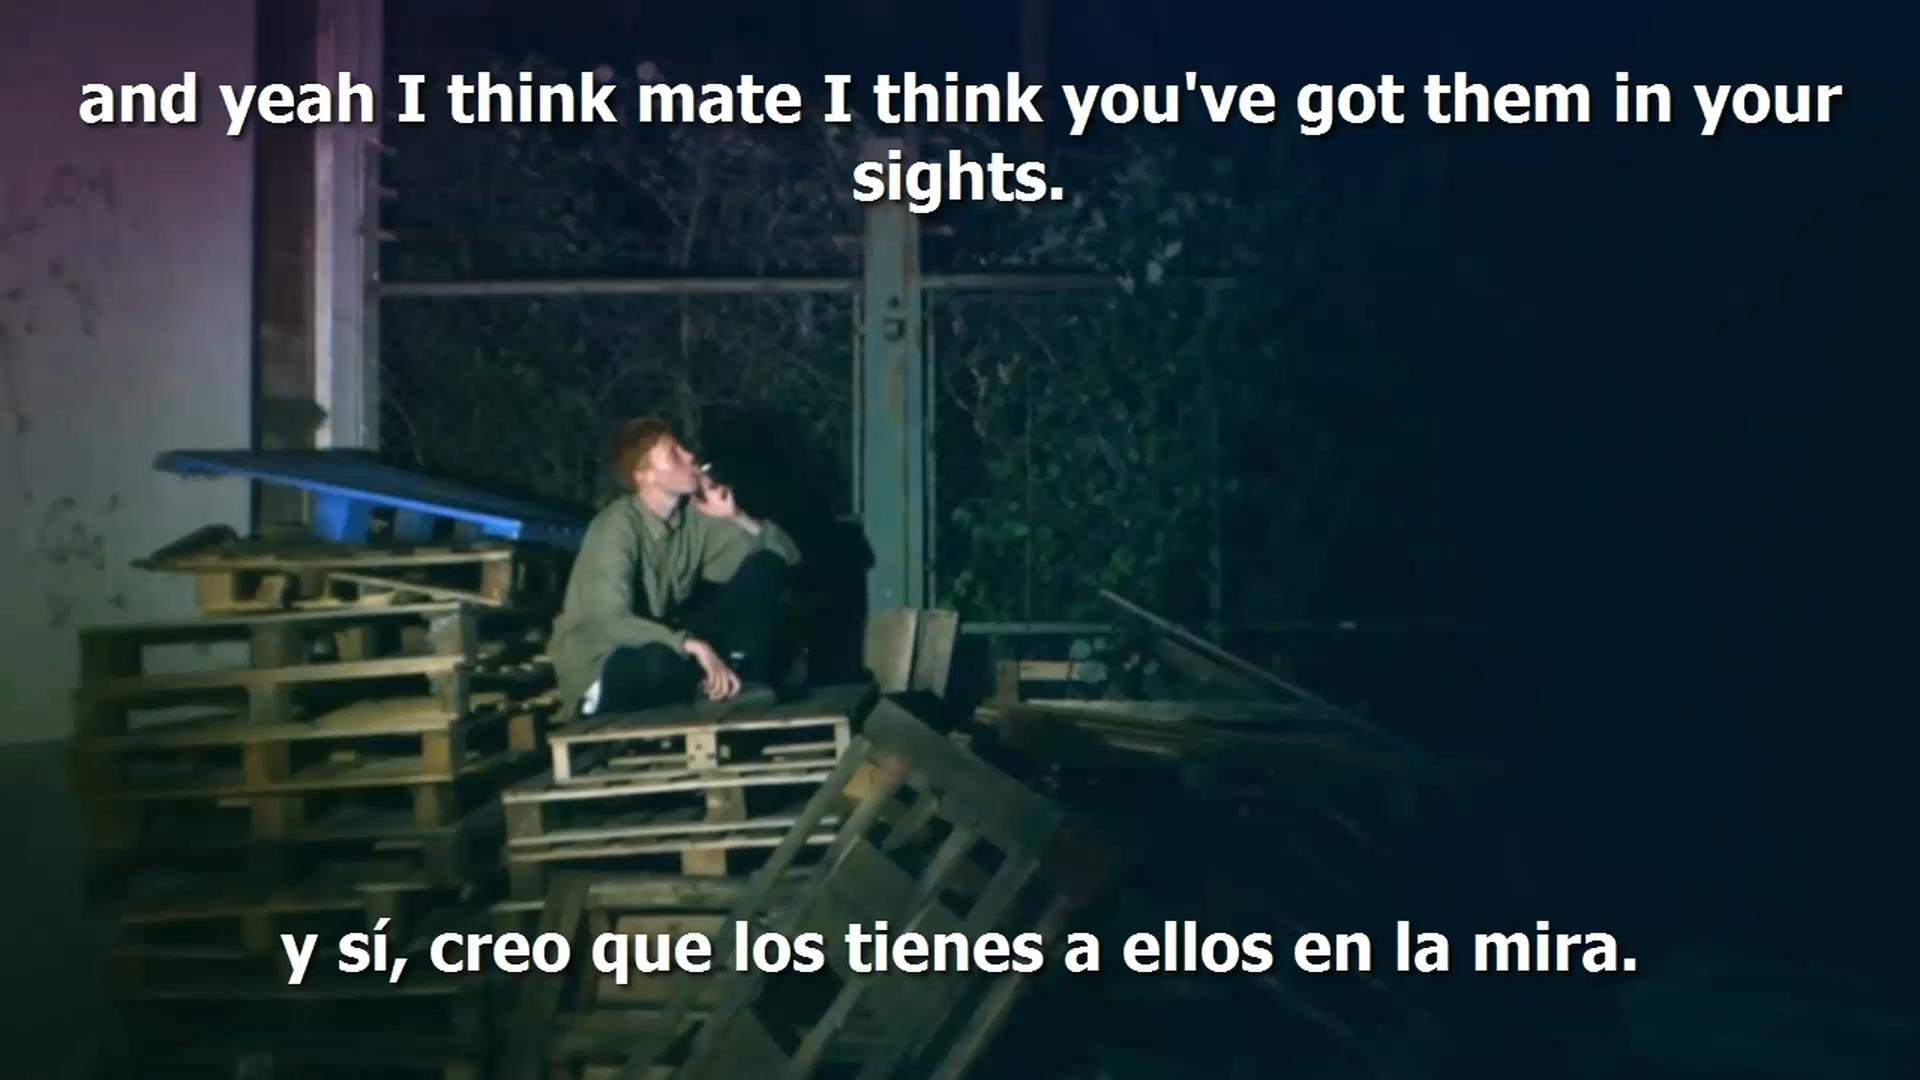 and yeah I think mate I think you've got them in your
sights.
y sí, creo que los tienes a ellos en la mira.